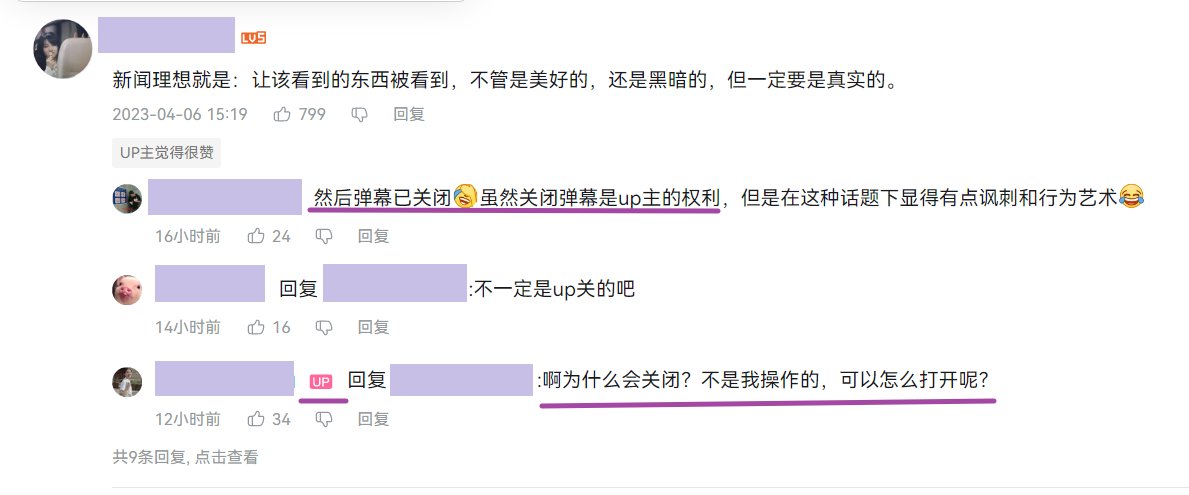 LV5
新闻理想就是：让该看到的东西被看到，不管是美好的，还是黑暗的，但一定要是真实的。
2023-04-06 15:19 799 回复
UP主觉得很赞
然后弹幕已关闭🤣虽然关闭弹幕是up主的权利，但是在这种话题下显得有点讽刺和行为艺术😂
16小时前 24 回复
回复 :不一定是up关的吧
14小时前 16 回复
UP 回复 :啊为什么会关闭？不是我操作的，可以怎么打开呢？
12小时前 34 回复
共9条回复, 点击查看